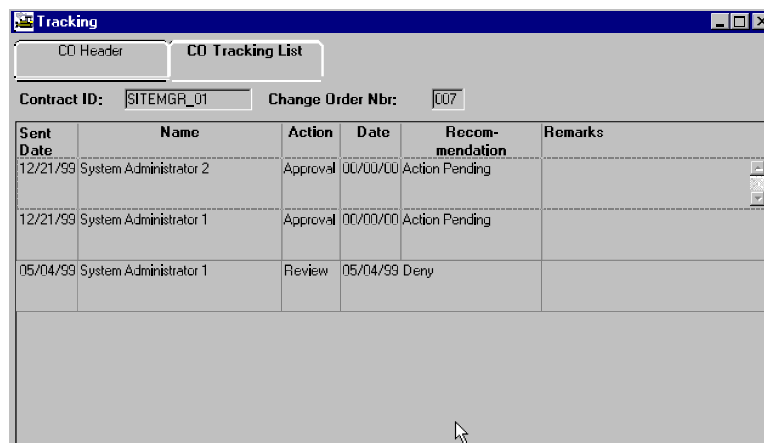 Tracking
CO Header CO Tracking List
Contract ID: SITEMGR_01 Change Order Nbr: 007
Sent Date Name Action Date Recom-mendation Remarks
12/21/99 System Administrator 2 Approval 00/00/00 Action Pending
12/21/99 System Administrator 1 Approval 00/00/00 Action Pending
05/04/99 System Administrator 1 Review 05/04/99 Deny